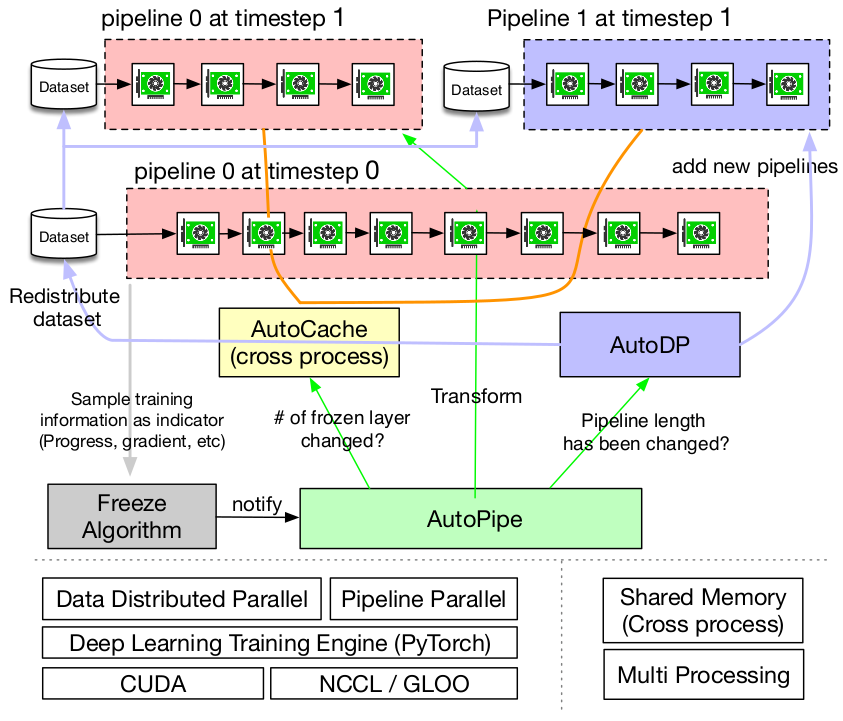 pipeline 0 at timestep 1
Pipeline 1 at timestep 1
Dataset
Dataset
pipeline 0 at timestep 0
add new pipelines
Dataset
Redistribute
dataset
AutoCache
(cross process)
AutoDP
Sample training
information as indicator
(Progress, gradient, etc)
# of frozen layer
changed?
Transform
Pipeline length
has been changed?
Freeze
Algorithm
notify
AutoPipe
Data Distributed Parallel
Pipeline Parallel
Deep Learning Training Engine (PyTorch)
CUDA
NCCL / GLOO
Shared Memory
(Cross process)
Multi Processing